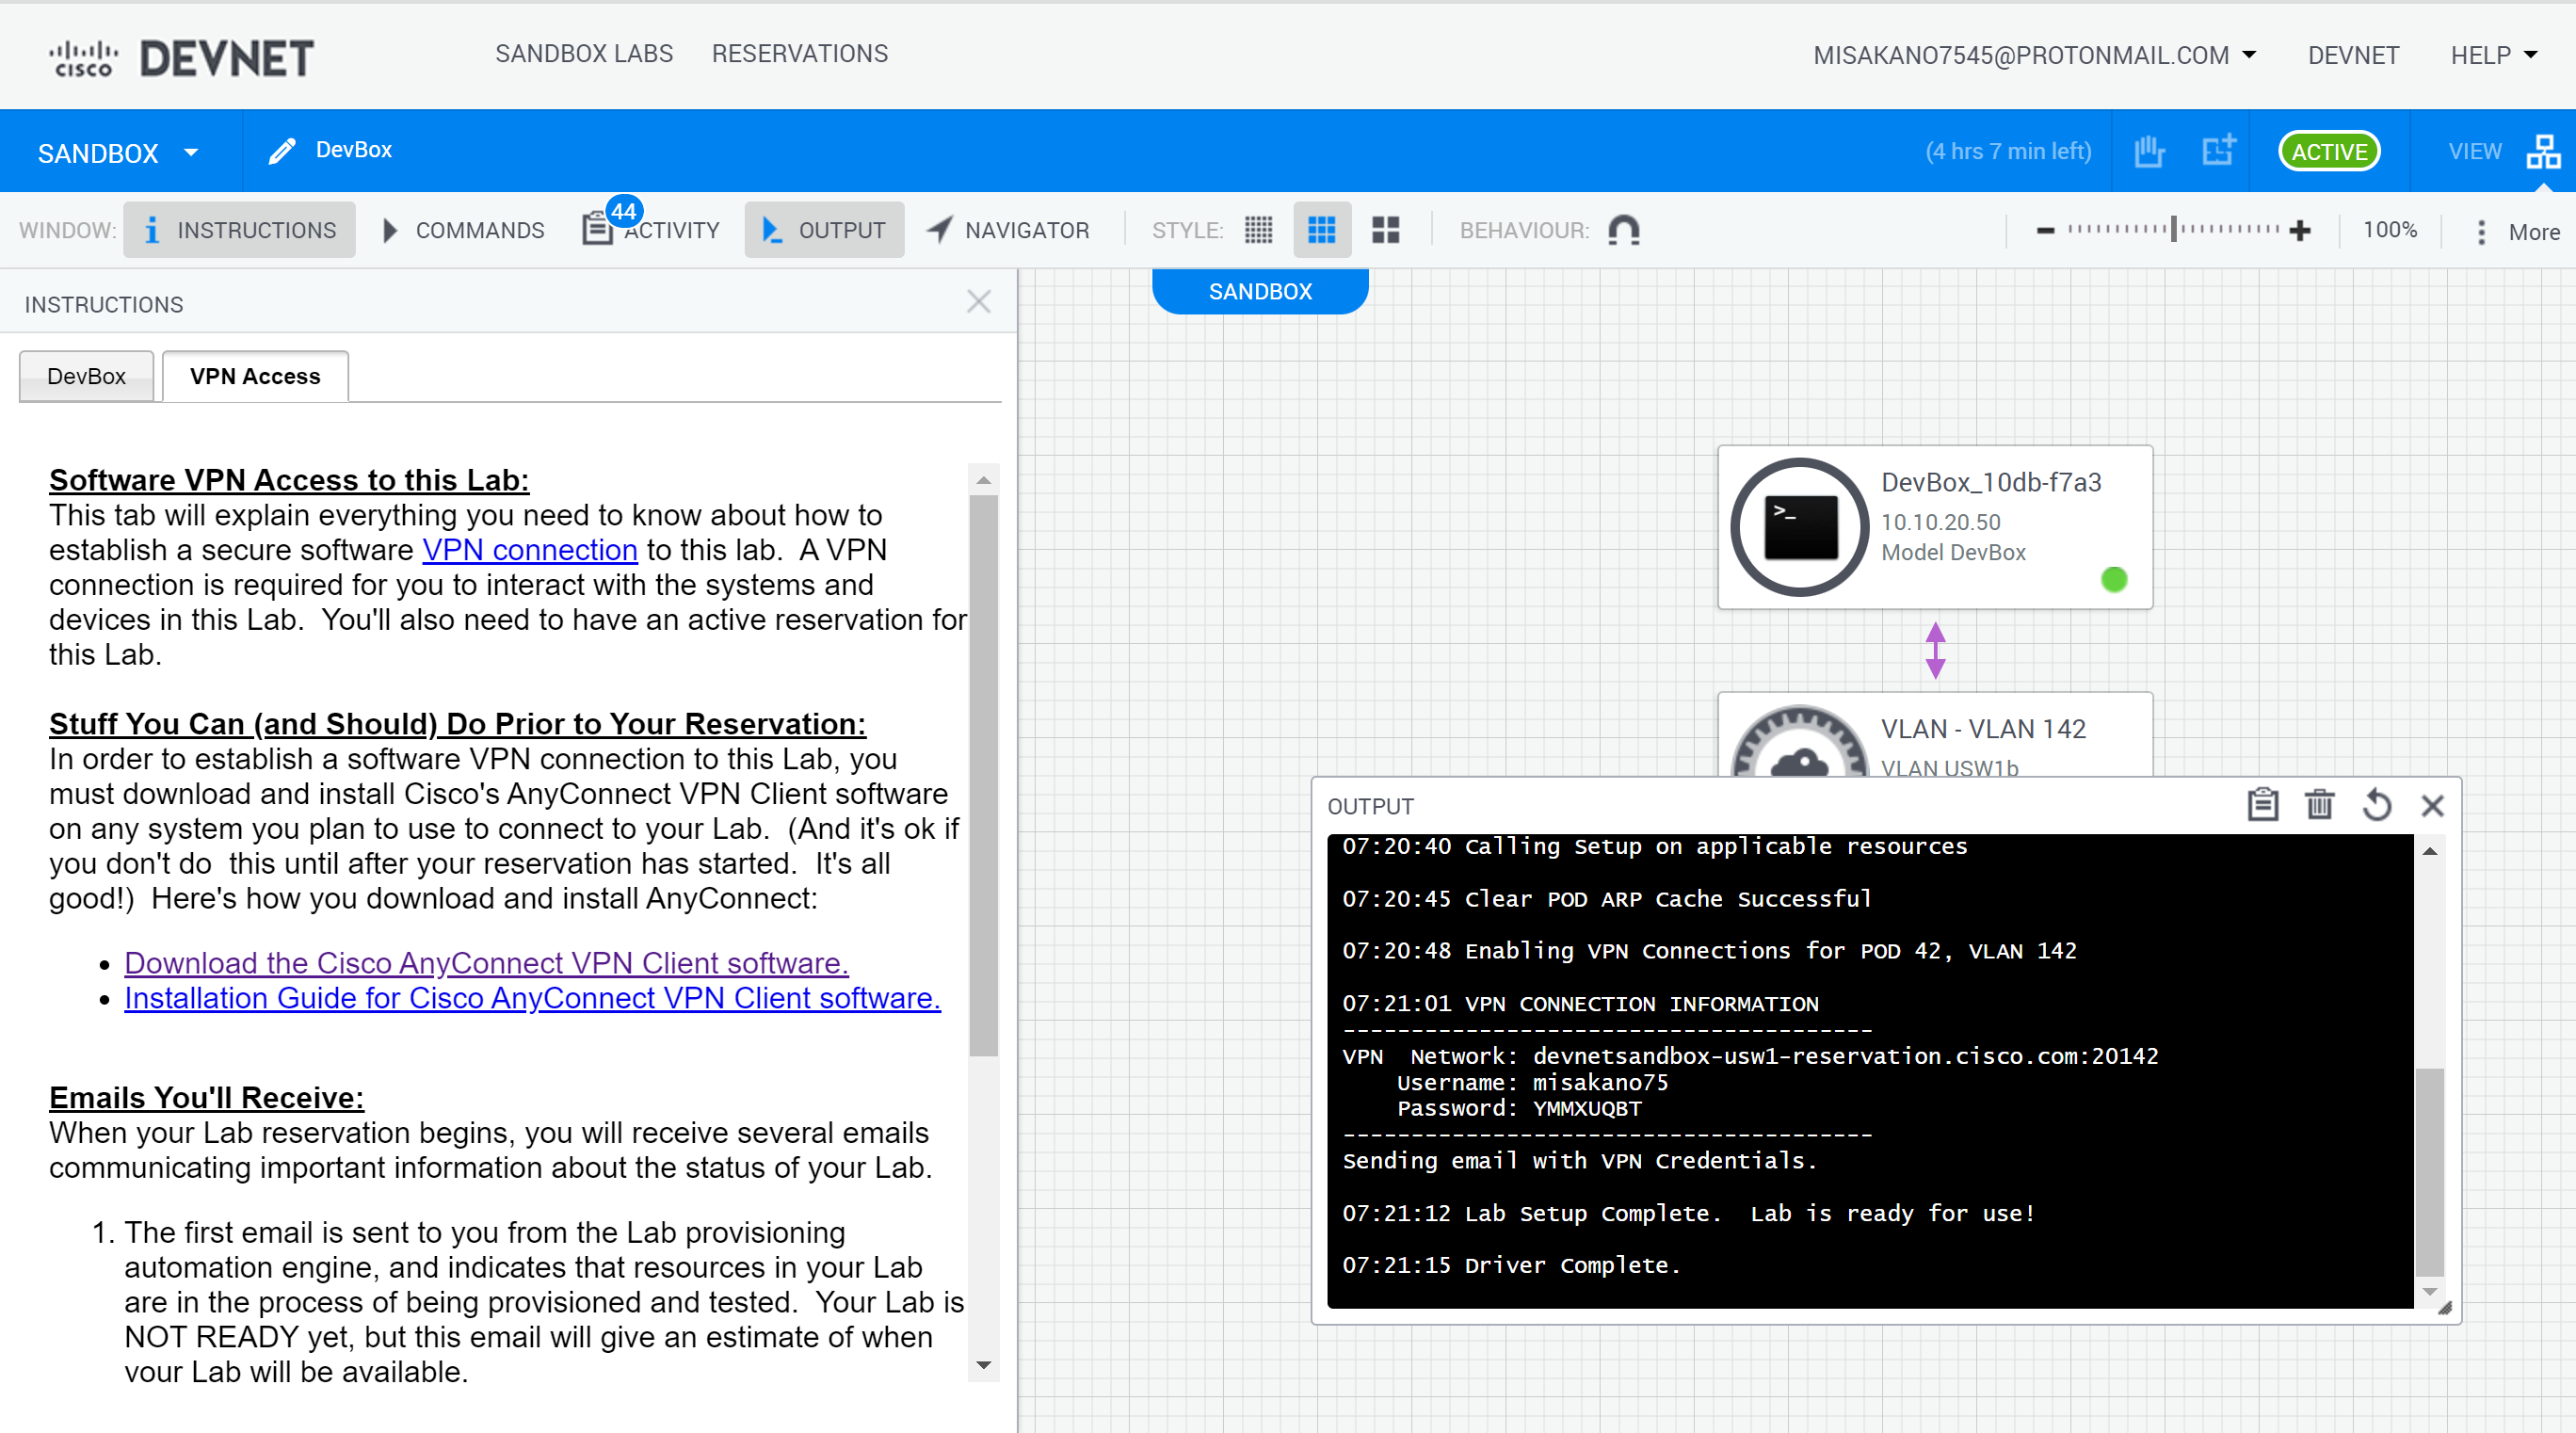 CISCO DEVNET
SANDBOX LABS
RESERVATIONS
MISAKANO7545@PROTONMAIL.COM
DEVNET
HELP
SANDBOX
DevBox
(4 hrs 7 min left)
ACTIVE
VIEW
WINDOW:
INSTRUCTIONS
COMMANDS
44
ACTIVITY
OUTPUT
NAVIGATOR
STYLE:
BEHAVIOUR:
100%
More
INSTRUCTIONS
DevBox
VPN Access
Software VPN Access to this Lab:
This tab will explain everything you need to know about how to
establish a secure software VPN connection to this lab.  A VPN
connection is required for you to interact with the systems and
devices in this Lab.  You'll also need to have an active reservation for
this Lab.
Stuff You Can (and Should) Do Prior to Your Reservation:
In order to establish a software VPN connection to this Lab, you
must download and install Cisco's AnyConnect VPN Client software
on any system you plan to use to connect to your Lab.  (And it's ok if
you don't do  this until after your reservation has started.  It's all
good!)  Here's how you download and install AnyConnect:
• Download the Cisco AnyConnect VPN Client software.
• Installation Guide for Cisco AnyConnect VPN Client software.
Emails You'll Receive:
When your Lab reservation begins, you will receive several emails
communicating important information about the status of your Lab.
1. The first email is sent to you from the Lab provisioning
automation engine, and indicates that resources in your Lab
are in the process of being provisioned and tested.  Your Lab is
NOT READY yet, but this email will give an estimate of when
your Lab will be available.
SANDBOX
>_
DevBox_10db-f7a3
10.10.20.50
Model DevBox
VLAN - VLAN 142
VLAN USW1b
OUTPUT
07:20:40 Calling Setup on applicable resources
07:20:45 Clear POD ARP Cache Successful
07:20:48 Enabling VPN Connections for POD 42, VLAN 142
07:21:01 VPN CONNECTION INFORMATION
---------------------------------------
VPN  Network: devnetsandbox-usw1-reservation.cisco.com:20142
Username: misakano75
Password: YMMXUQBT
---------------------------------------
Sending email with VPN Credentials.
07:21:12 Lab Setup Complete.  Lab is ready for use!
07:21:15 Driver Complete.